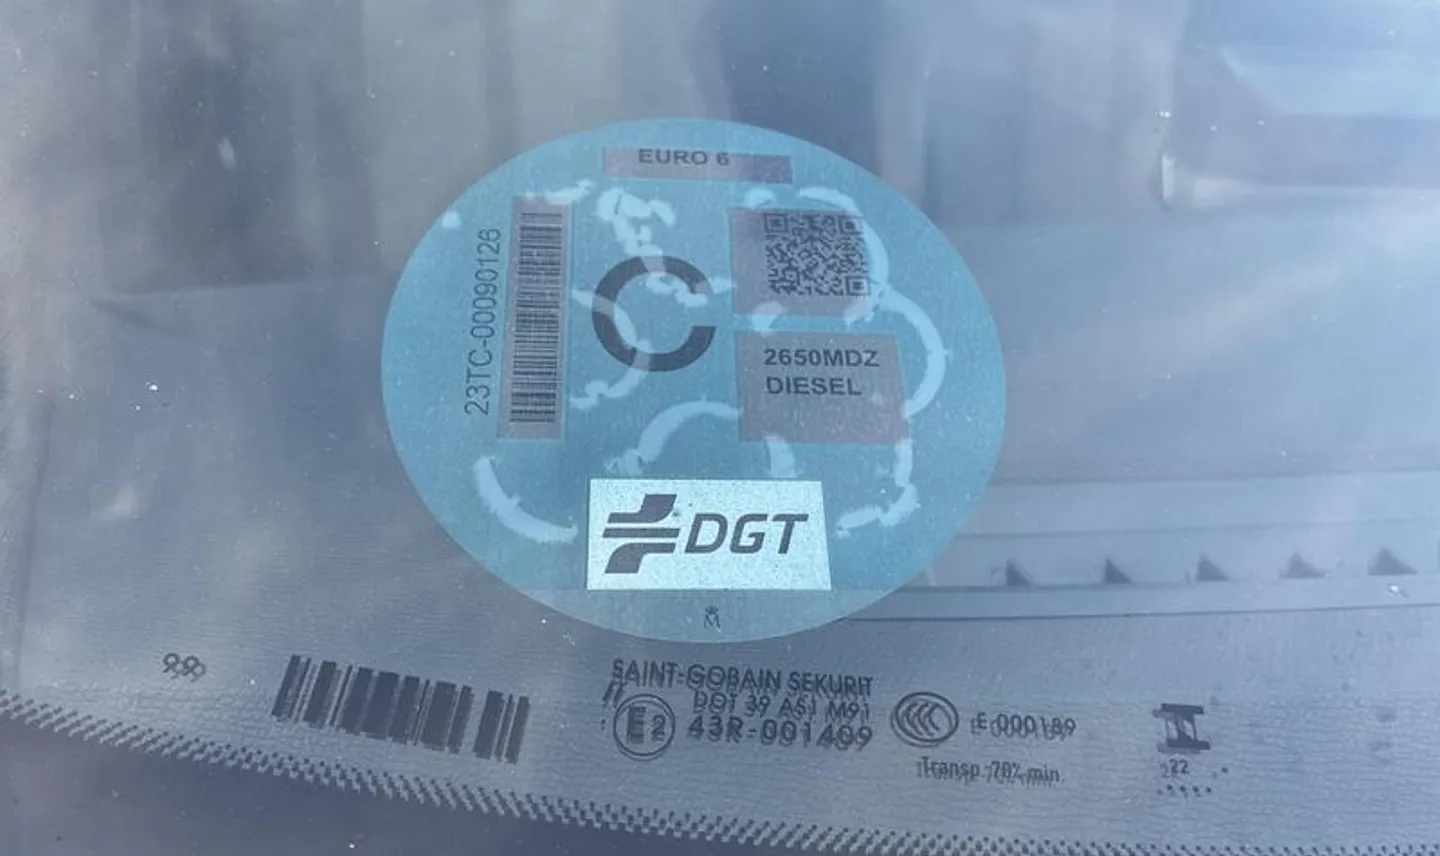 EURO 6
23TC-00090126
C
2650MDZ
DIESEL
DGT
M
SAINT-GOBAIN SEKURIT
DOT 39 AS1 M91
E2
43R-001409
CCC
E 000189
Transp. 70% min.
22